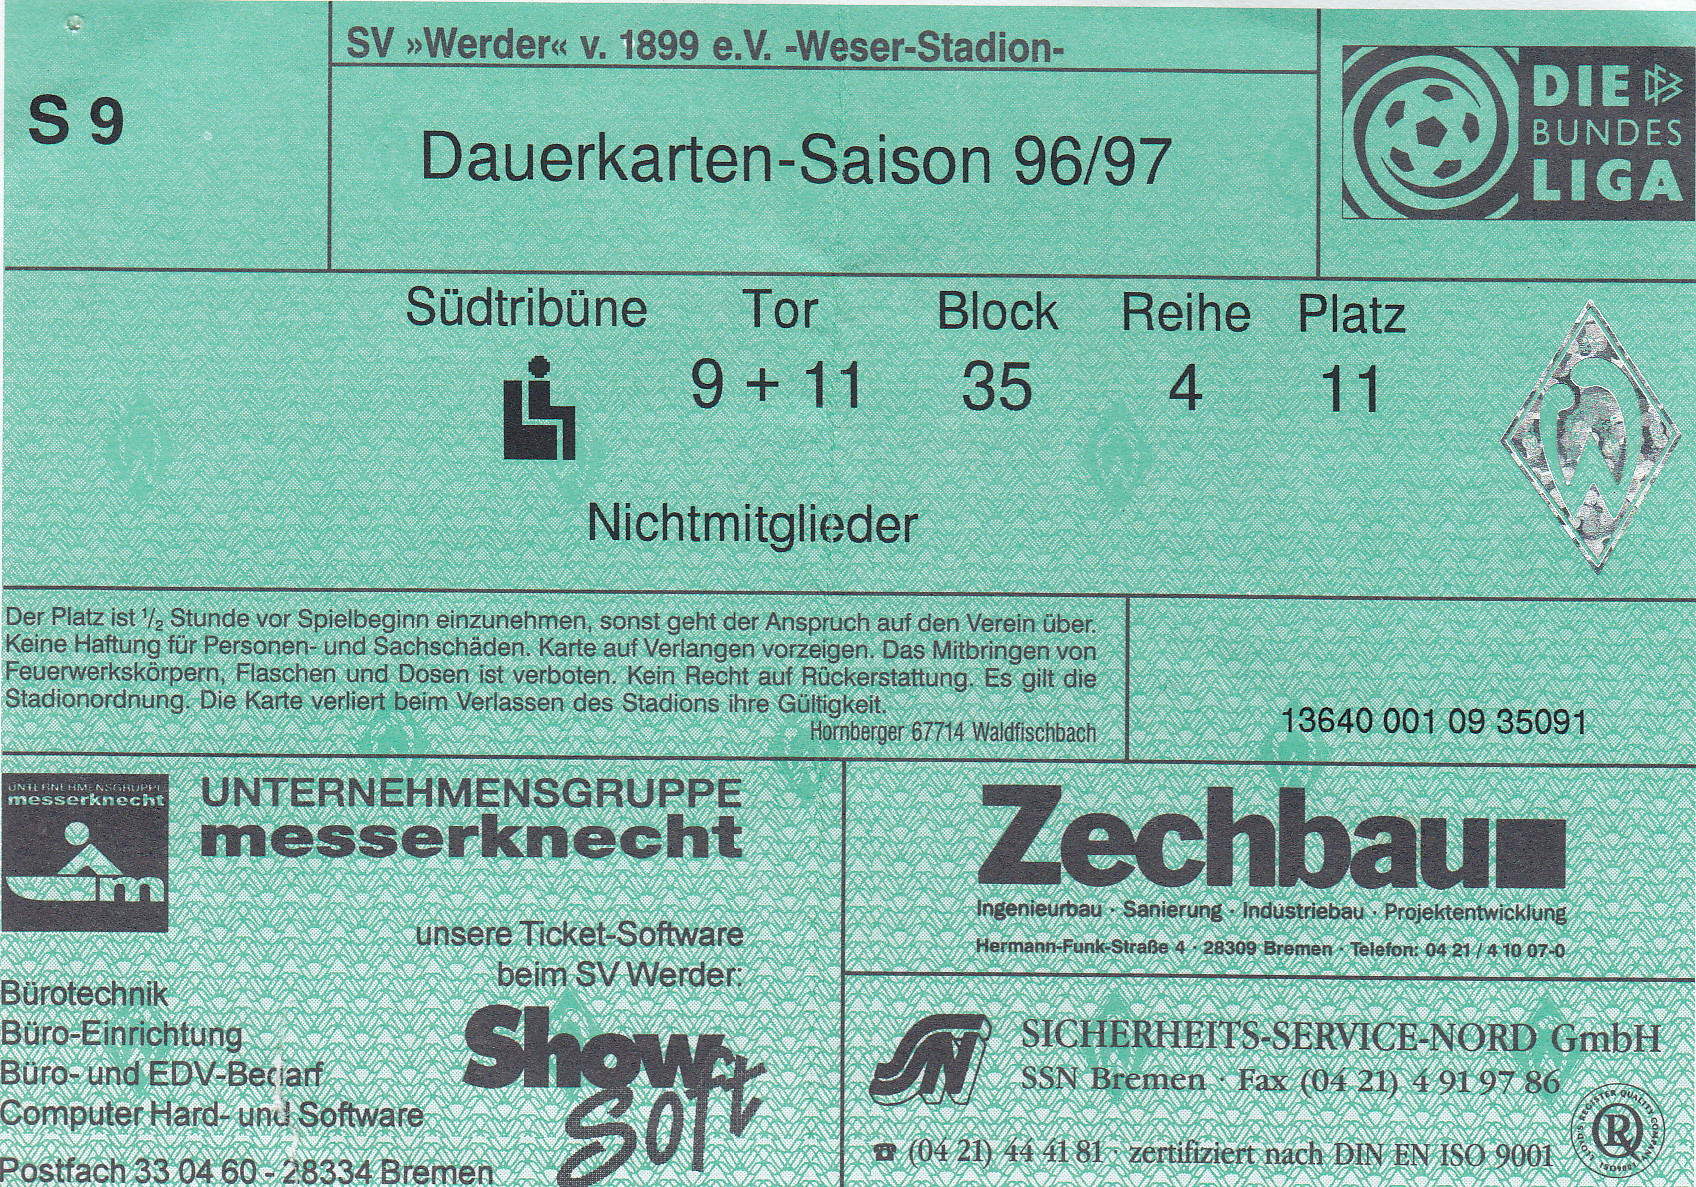 SV »Werder« v. 1899 e.V. -Weser-Stadion-
S 9
Dauerkarten-Saison 96/97
DIE
BUNDES
LIGA
Südtribüne Tor Block Reihe Platz
9 + 11 35 4 11
Nichtmitglieder
Der Platz ist 1/2 Stunde vor Spielbeginn einzunehmen, sonst geht der Anspruch auf den Verein über.
Keine Haftung für Personen- und Sachschäden. Karte auf Verlangen vorzeigen. Das Mitbringen von
Feuerwerkskörpern, Flaschen und Dosen ist verboten. Kein Recht auf Rückerstattung. Es gilt die
Stadionordnung. Die Karte verliert beim Verlassen des Stadions ihre Gültigkeit.
Hornberger 67714 Waldfischbach
13640 001 09 35091
UNTERNEHMENSGRUPPE
messerknecht
m
UNTERNEHMENSGRUPPE
messerknecht
unsere Ticket-Software
beim SV Werder:
Show
Soft
Bürotechnik
Büro-Einrichtung
Büro- und EDV-Bedarf
Computer Hard- und Software
Postfach 33 04 60 - 28334 Bremen
Zechbau
Ingenieurbau · Sanierung · Industriebau · Projektentwicklung
Hermann-Funk-Straße 4 · 28309 Bremen · Telefon: 04 21 / 4 10 07-0
SICHERHEITS-SERVICE-NORD GmbH
SSN Bremen · Fax (04 21) 4 91 97 86
☎ (04 21) 44 41 81 · zertifiziert nach DIN EN ISO 9001